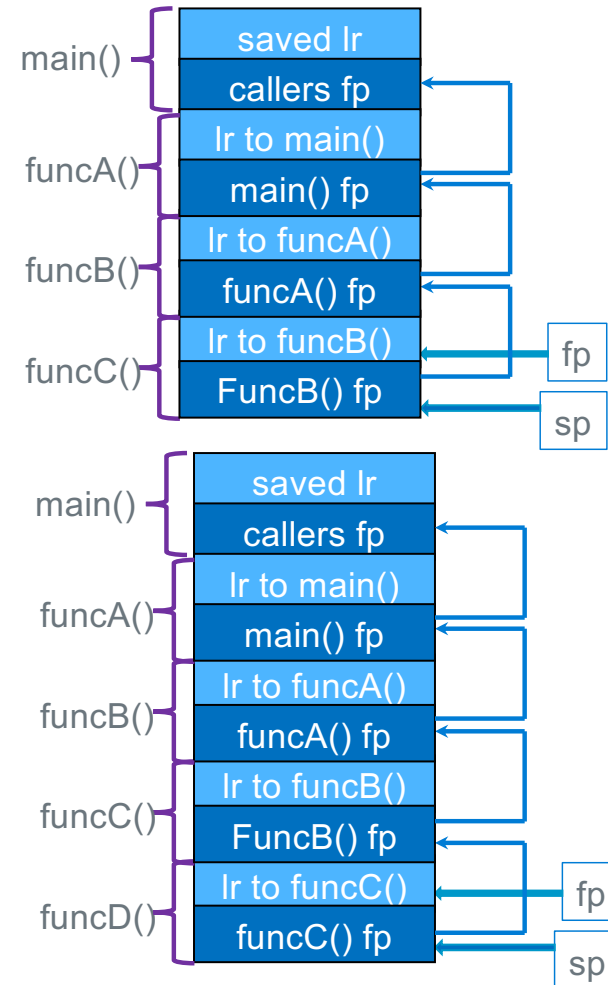 main()
saved lr
callers fp
funcA()
lr to main()
main() fp
funcB()
lr to funcA()
funcA() fp
funcC()
lr to funcB()
FuncB() fp
fp
sp
main()
saved lr
callers fp
funcA()
lr to main()
main() fp
funcB()
lr to funcA()
funcA() fp
funcC()
lr to funcB()
FuncB() fp
funcD()
lr to funcC()
funcC() fp
fp
sp